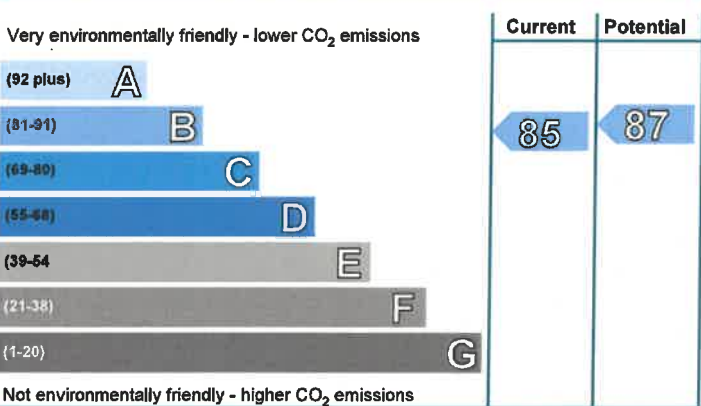 Current Potential
Very environmentally friendly - lower CO₂ emissions
(92 plus) A
(81-91) B 85 87
(69-80) C
(55-68) D
(39-54 E
(21-38) F
(1-20) G
Not environmentally friendly - higher CO₂ emissions